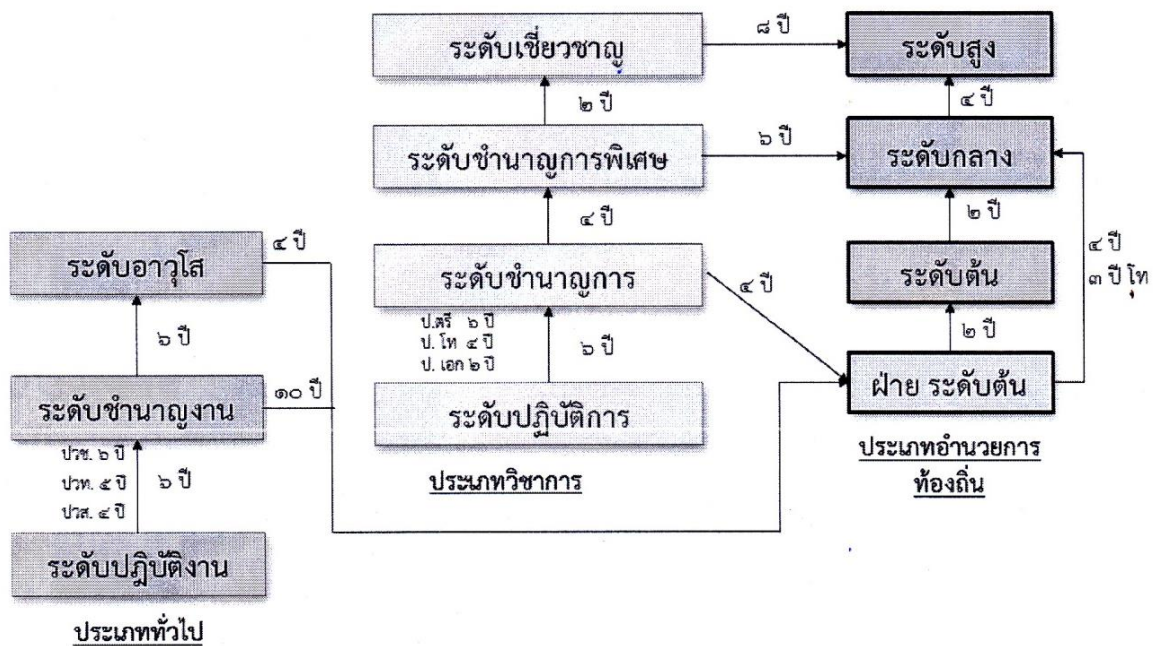 ระดับเชี่ยวชาญ
๘ ปี
ระดับสูง
๒ ปี
๔ ปี
ระดับชำนาญการพิเศษ
๖ ปี
ระดับกลาง
๔ ปี
๒ ปี
ระดับอาวุโส
๔ ปี
ระดับชำนาญการ
๔ ปี
ระดับต้น
๔ ปี
๓ ปี โท
๖ ปี
ป.ตรี ๖ ปี
ป. โท ๔ ปี
ป. เอก ๒ ปี
๖ ปี
๒ ปี
ระดับชำนาญงาน
๑๐ ปี
ระดับปฏิบัติการ
ฝ่าย ระดับต้น
ปวช. ๖ ปี
ปวท. ๕ ปี
ปวส. ๔ ปี
๖ ปี
ประเภทวิชาการ
ประเภทอำนวยการ
ท้องถิ่น
ระดับปฏิบัติงาน
ประเภททั่วไป